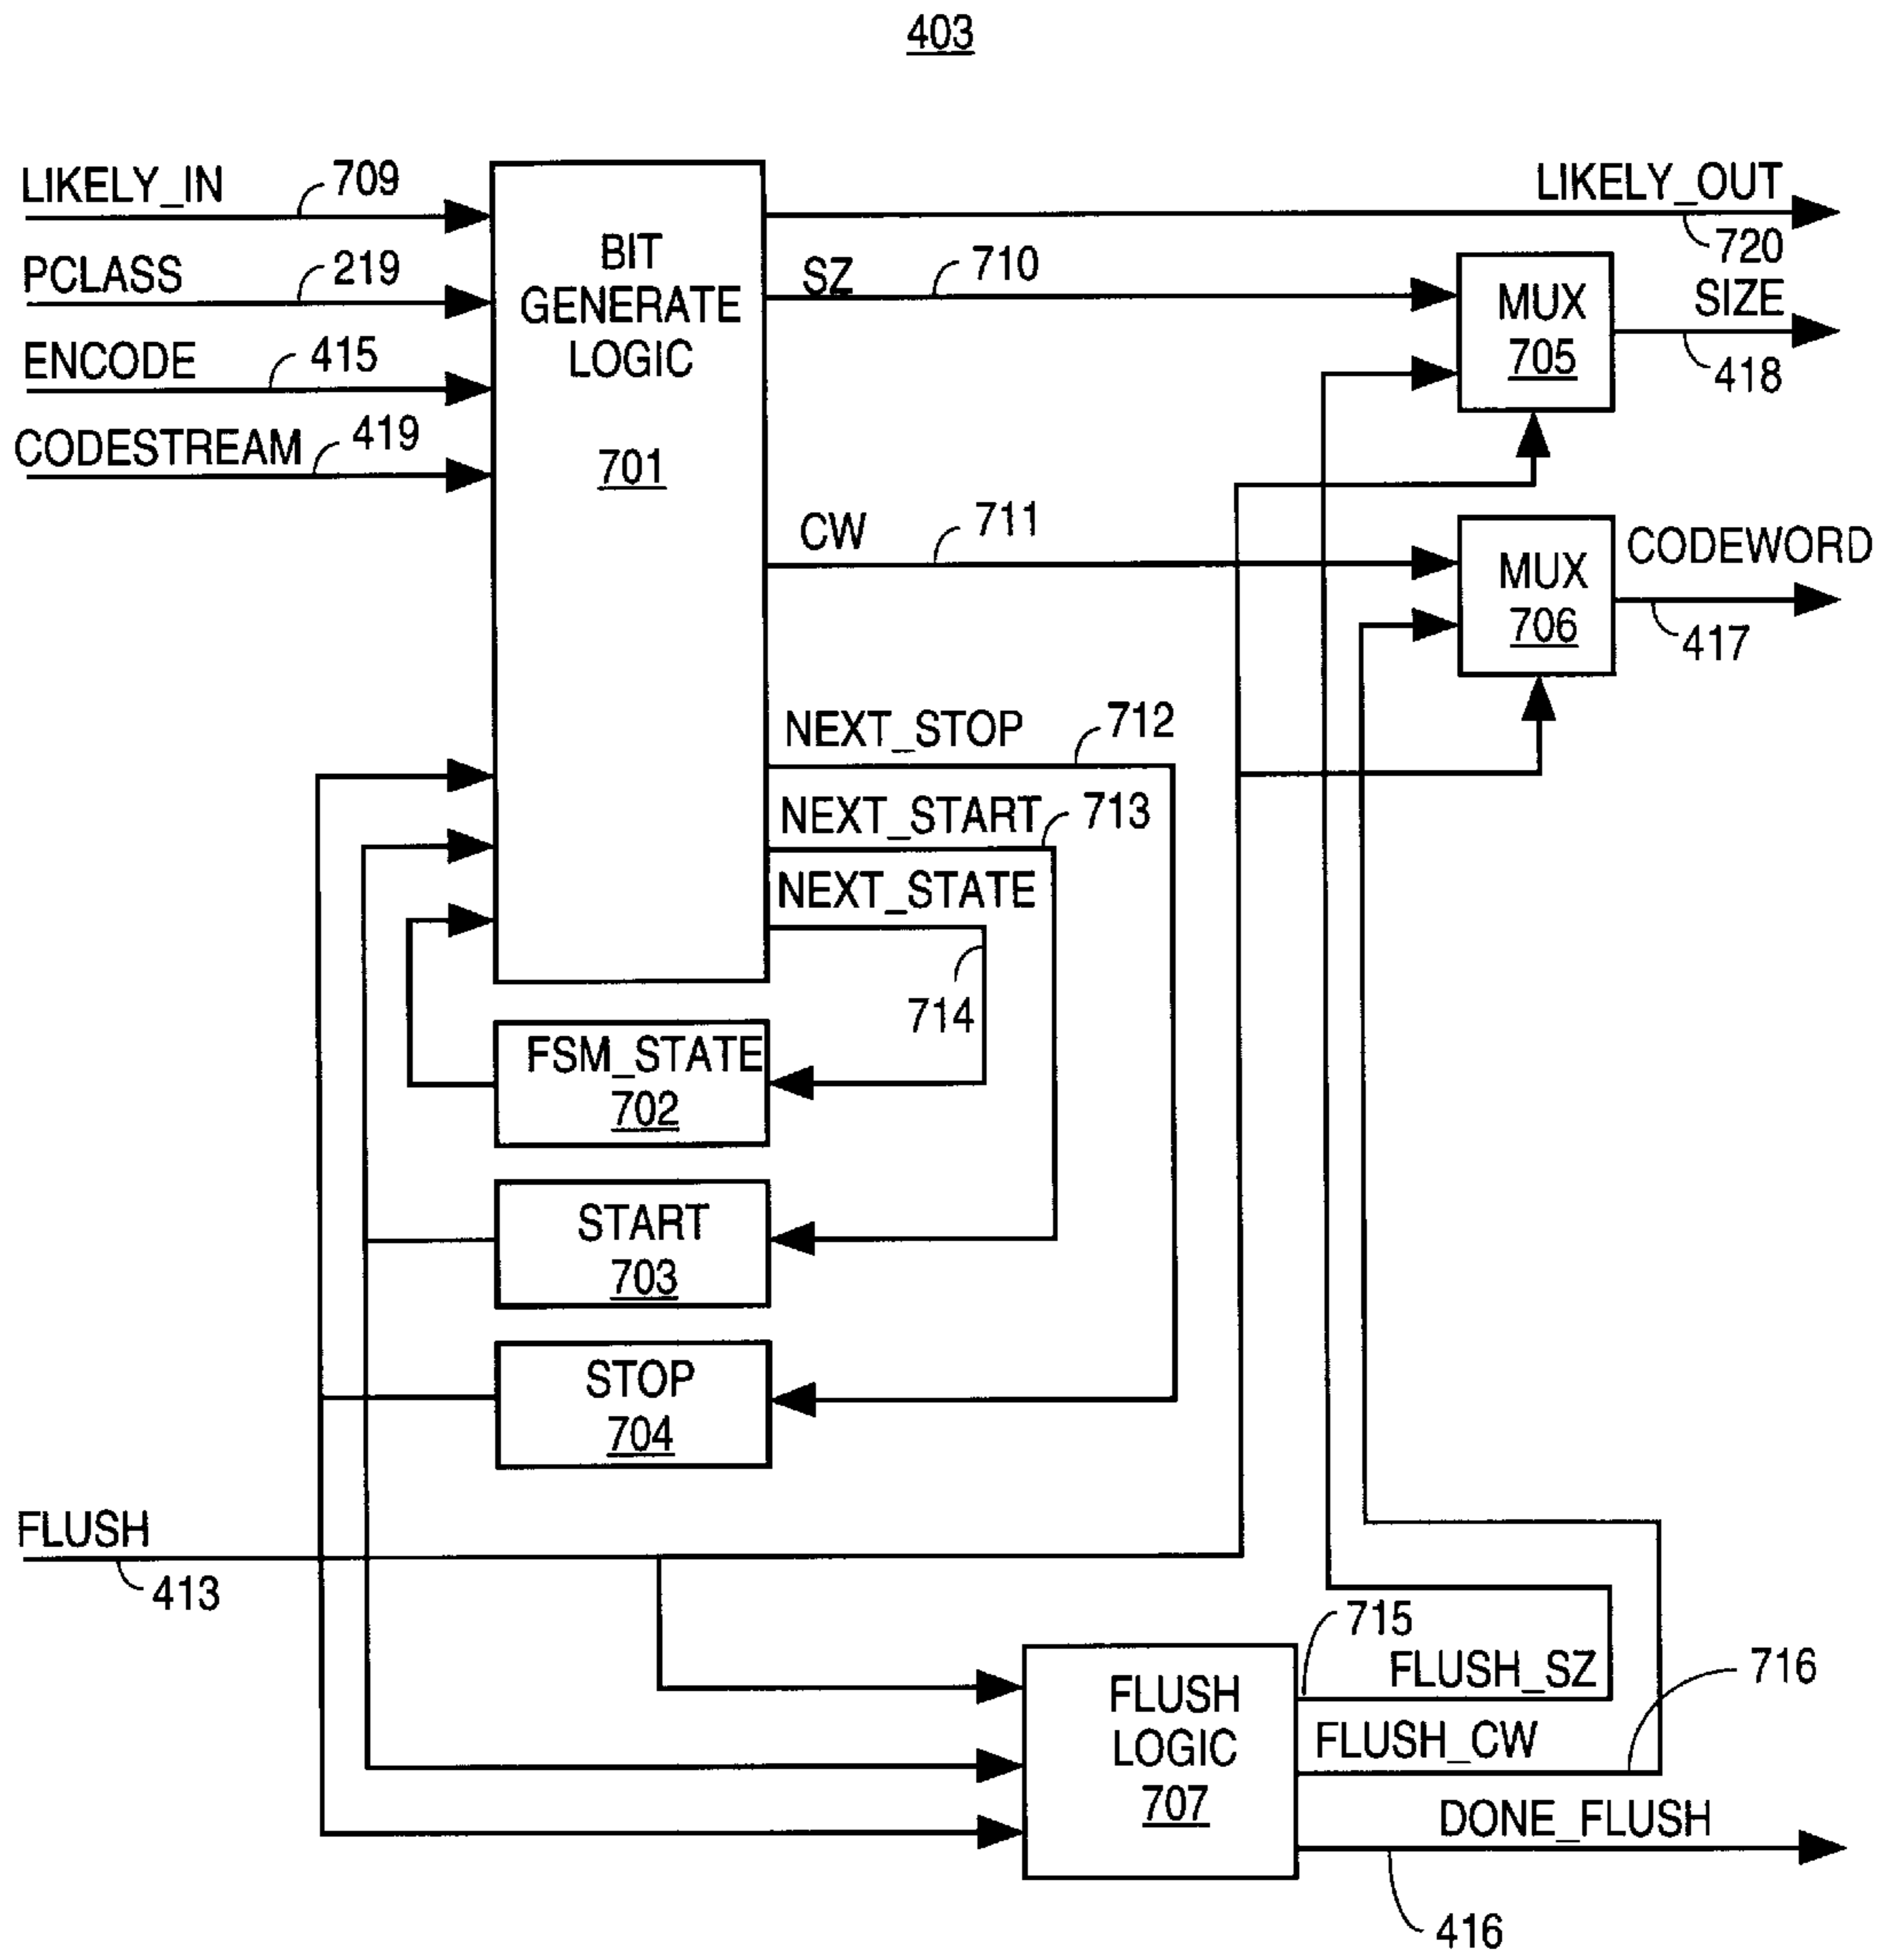 403
LIKELY_IN
709
PCLASS
219
ENCODE
415
CODESTREAM
419
BIT
GENERATE
LOGIC
701
LIKELY_OUT
720
SZ
710
MUX
705
SIZE
418
CW
711
MUX
706
CODEWORD
417
NEXT_STOP
712
NEXT_START
713
NEXT_STATE
714
FSM_STATE
702
START
703
STOP
704
FLUSH
413
FLUSH
LOGIC
707
715
FLUSH_SZ
716
FLUSH_CW
DONE_FLUSH
416